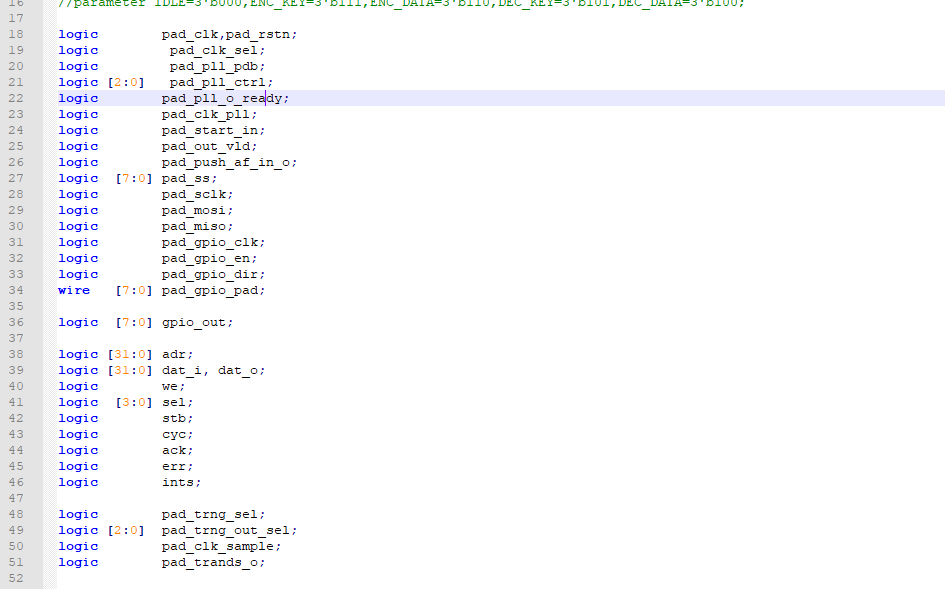 16 //parameter IDLE=3'b000,ENC_KEY=3'b111,ENC_DATA=3'b110,DEC_KEY=3'b101,DEC_DATA=3'b100;
17
18 logic pad_clk,pad_rstn;
19 logic pad_clk_sel;
20 logic pad_pll_pdb;
21 logic [2:0] pad_pll_ctrl;
22 logic pad_pll_o_ready;
23 logic pad_clk_pll;
24 logic pad_start_in;
25 logic pad_out_vld;
26 logic pad_push_af_in_o;
27 logic [7:0] pad_ss;
28 logic pad_sclk;
29 logic pad_mosi;
30 logic pad_miso;
31 logic pad_gpio_clk;
32 logic pad_gpio_en;
33 logic pad_gpio_dir;
34 wire [7:0] pad_gpio_pad;
35
36 logic [7:0] gpio_out;
37
38 logic [31:0] adr;
39 logic [31:0] dat_i, dat_o;
40 logic we;
41 logic [3:0] sel;
42 logic stb;
43 logic cyc;
44 logic ack;
45 logic err;
46 logic ints;
47
48 logic pad_trng_sel;
49 logic [2:0] pad_trng_out_sel;
50 logic pad_clk_sample;
51 logic pad_trands_o;
52